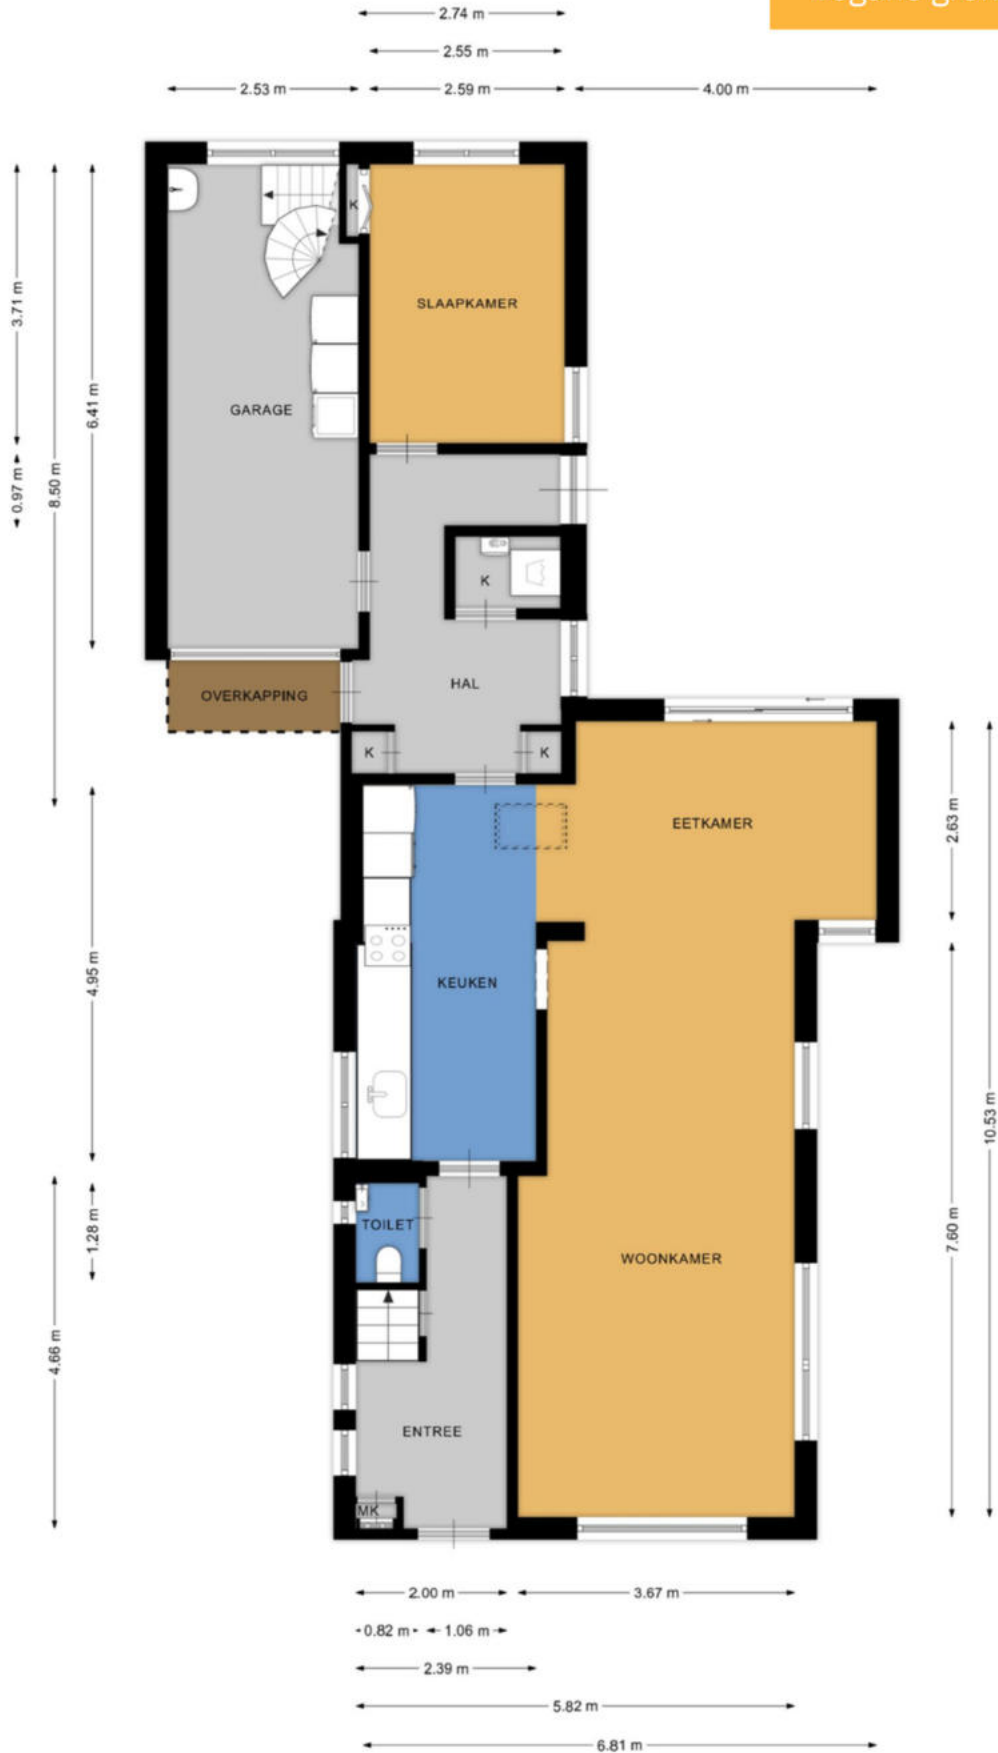 2.74 m
2.55 m
2.53 m 2.59 m 4.00 m
K
SLAAPKAMER
3.71 m
GARAGE
6.41 m
8.50 m
0.97 m
K
HAL
OVERKAPPING
K K
EETKAMER
2.63 m
KEUKEN
4.95 m
10.53 m
TOILET
1.28 m
7.60 m
WOONKAMER
4.66 m
ENTREE
MK
2.00 m 3.67 m
0.82 m 1.06 m
2.39 m
5.82 m
6.81 m